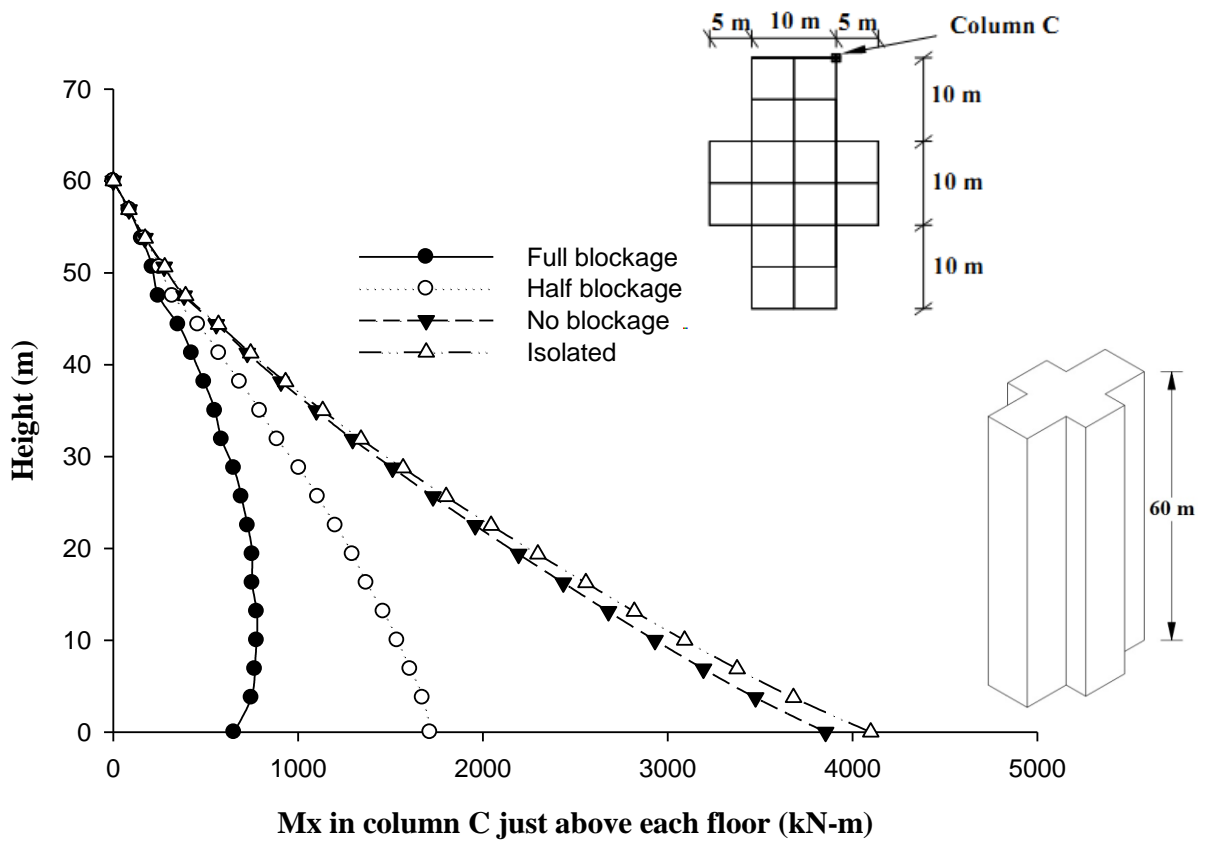 5 m 10 m 5 m
Column C
10 m
10 m
10 m
70
60
50
40
30
20
10
0
Height (m)
Full blockage
Half blockage
No blockage
Isolated
60 m
0 1000 2000 3000 4000 5000
Mx in column C just above each floor (kN-m)